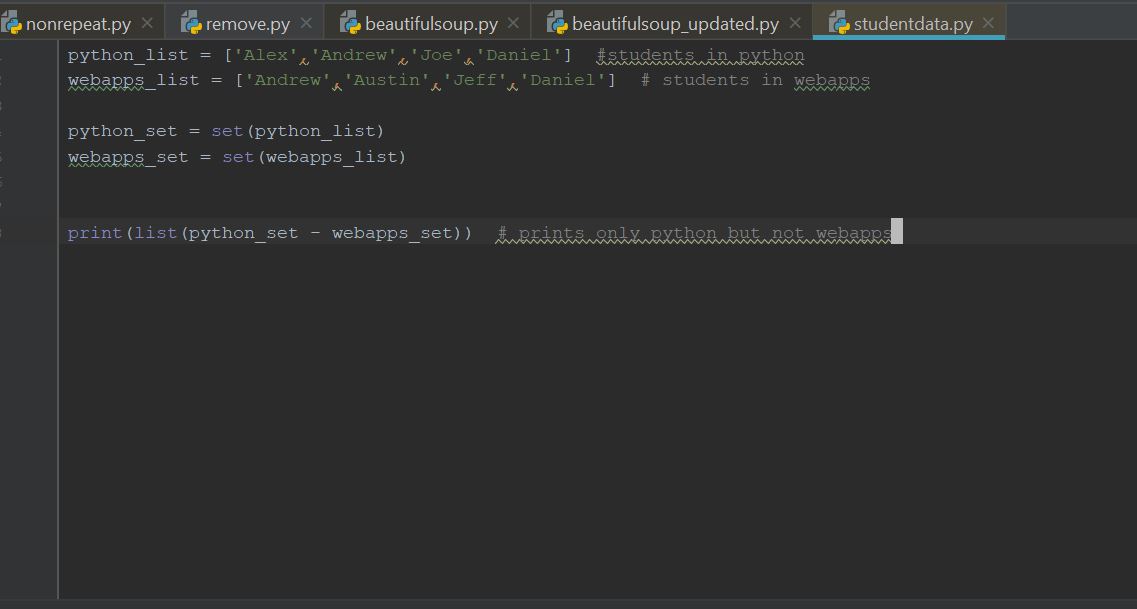 nonrepeat.py remove.py beautifulsoup.py beautifulsoup_updated.py studentdata.py
python_list = ['Alex','Andrew','Joe','Daniel']  #students in python
webapps_list = ['Andrew','Austin','Jeff','Daniel']  # students in webapps
3
python_set = set(python_list)
webapps_set = set(webapps_list)
print(list(python_set - webapps_set))  # prints only python but not webapps